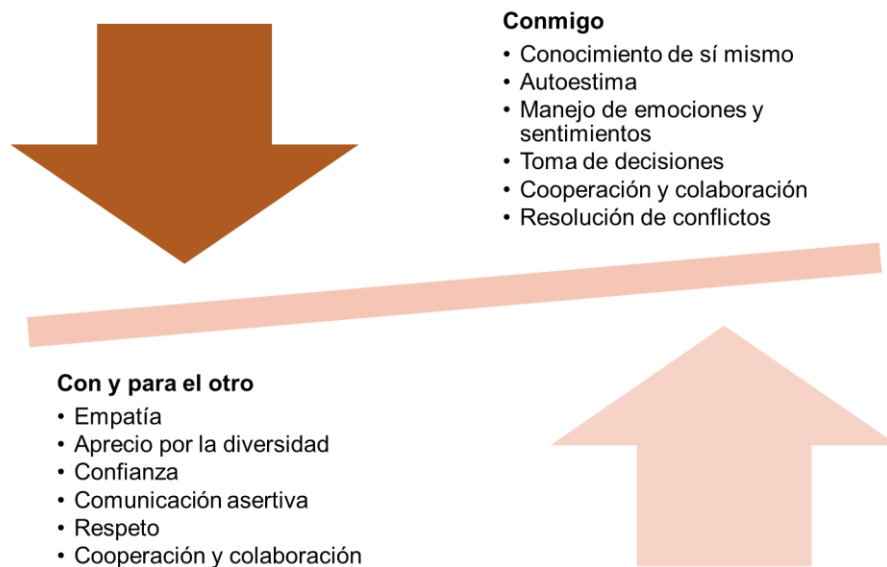 Conmigo
• Conocimiento de sí mismo
• Autoestima
• Manejo de emociones y
sentimientos
• Toma de decisiones
• Cooperación y colaboración
• Resolución de conflictos
Con y para el otro
• Empatía
• Aprecio por la diversidad
• Confianza
• Comunicación asertiva
• Respeto
• Cooperación y colaboración